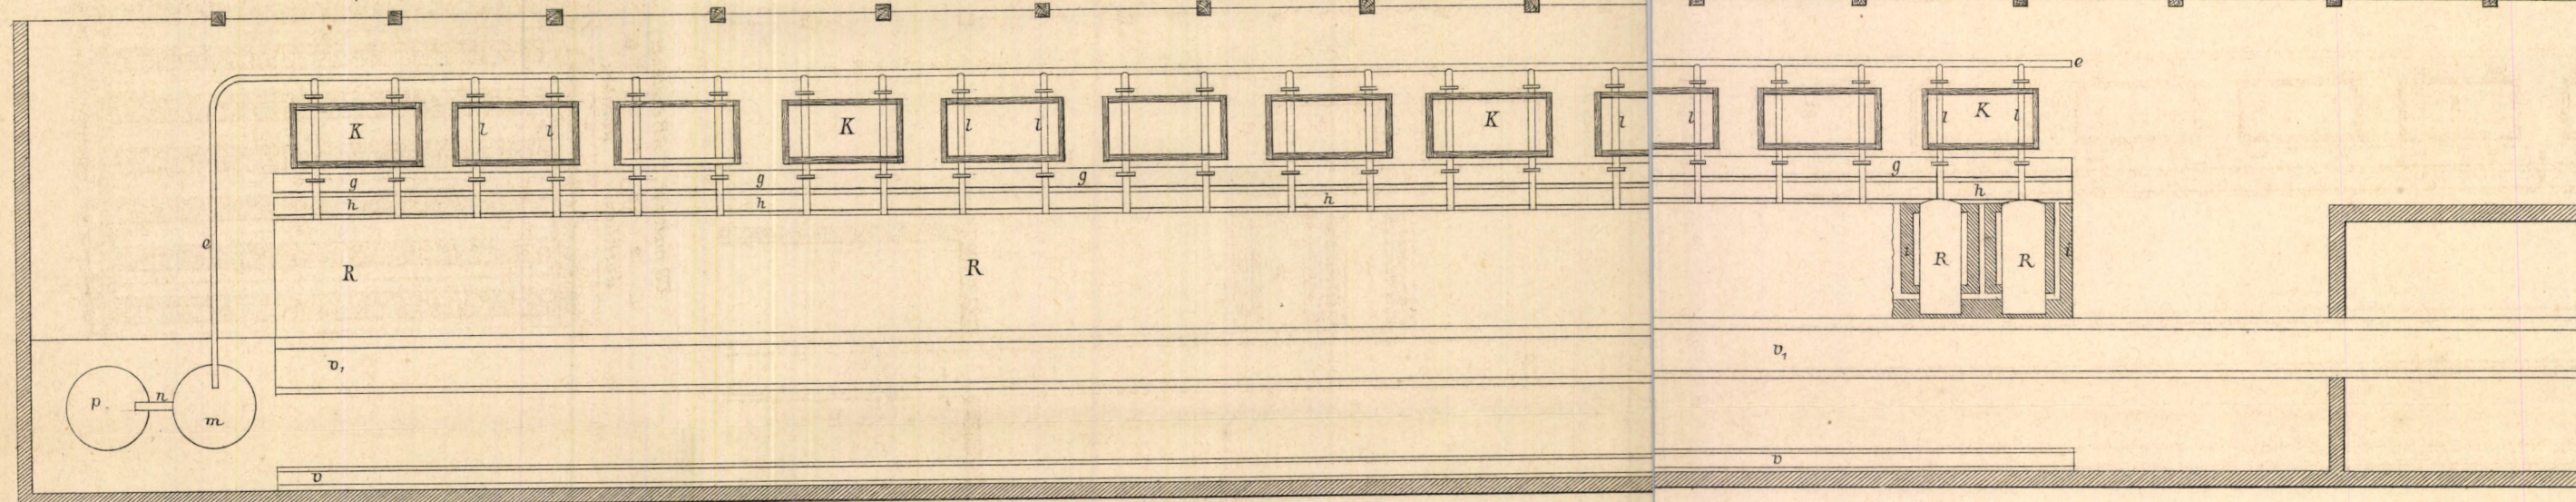 e
K l l K l l K l l l K l
g g g g
h h h h
e
R R i R R i
v, v,
p n m
v v